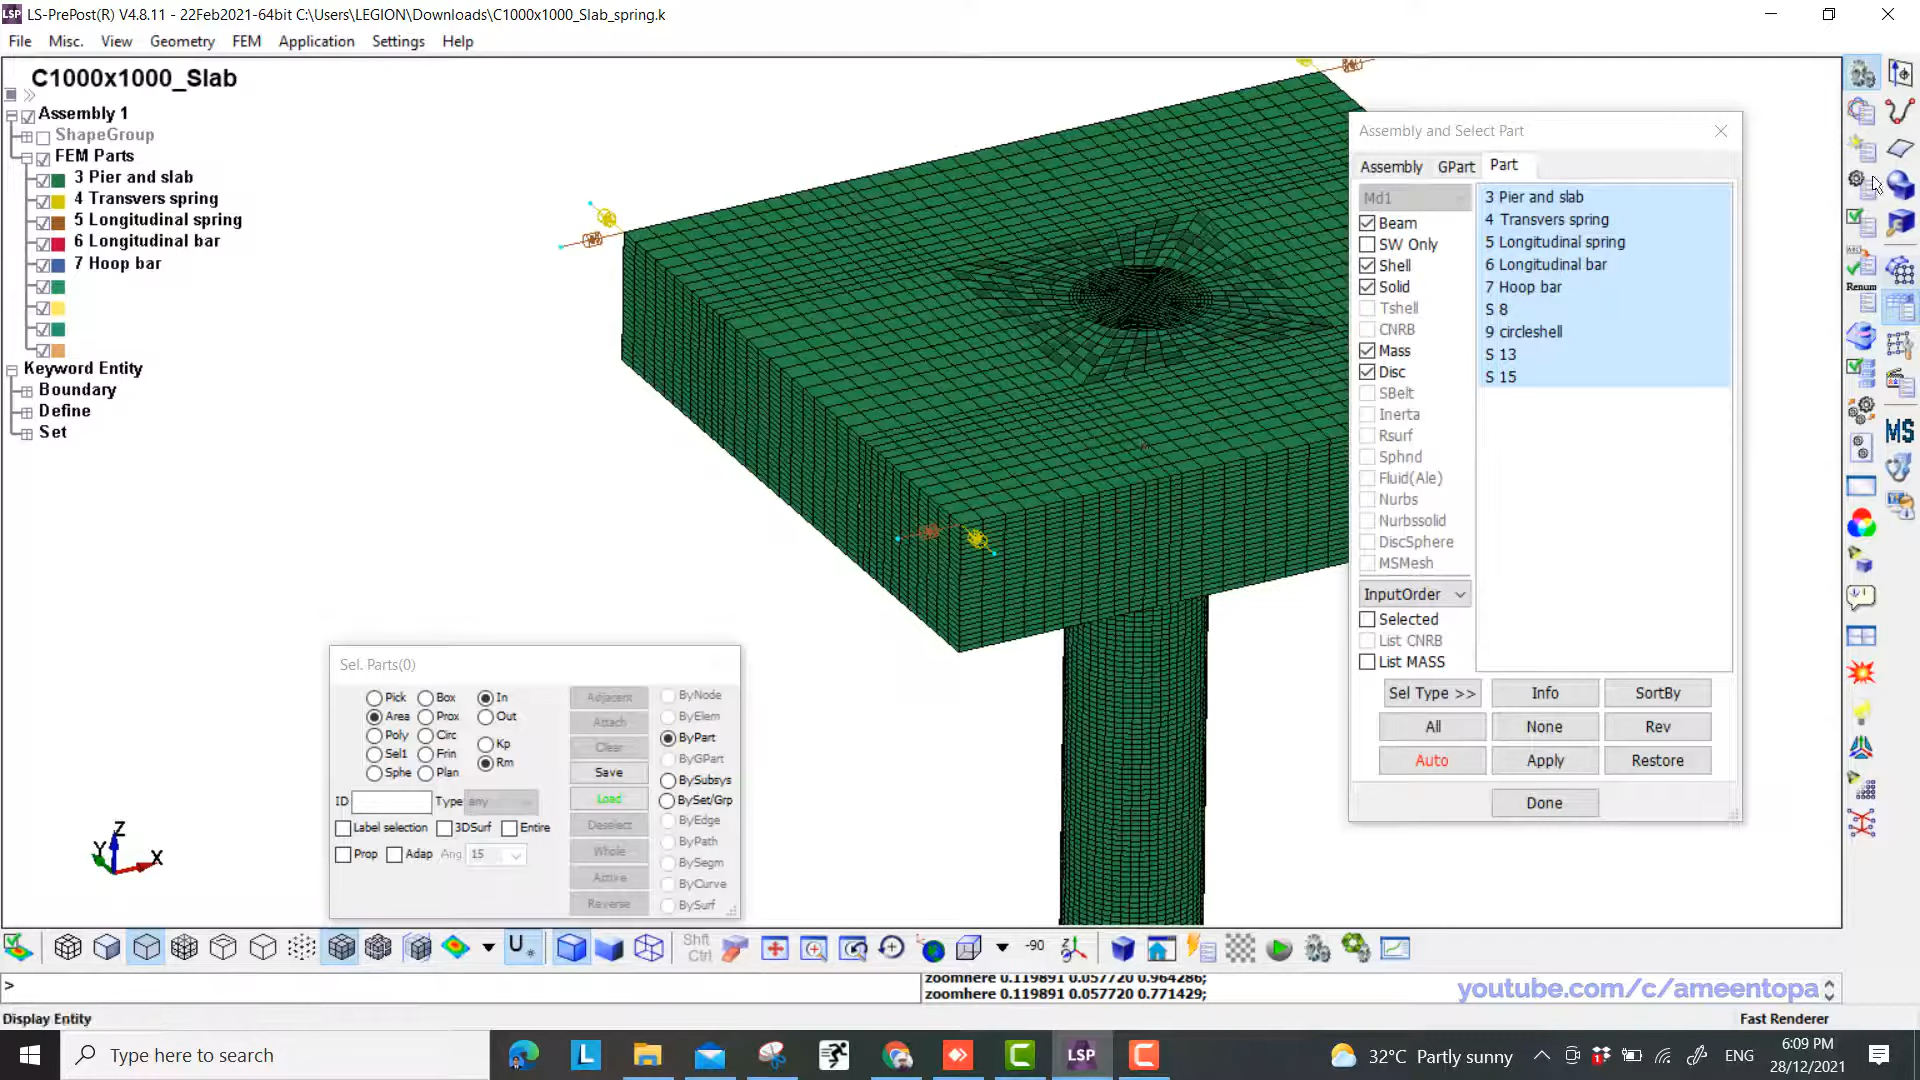 LS-PrePost(R) V4.8.11 - 22Feb2021-64bit C:\Users\LEGION\Downloads\C1000x1000_Slab_spring.k
File Misc. View Geometry FEM Application Settings Help
C1000x1000_Slab
Assembly 1
ShapeGroup
FEM Parts
3 Pier and slab
4 Transvers spring
5 Longitudinal spring
6 Longitudinal bar
7 Hoop bar
Keyword Entity
Boundary
Define
Set
Assembly and Select Part
Assembly GPart Part
Md1
Beam
SW Only
Shell
Solid
Tshell
CNRB
Mass
Disc
SBelt
Inerta
Rsurf
Sphnd
Fluid(Ale)
Nurbs
Nurbssolid
DiscSphere
MSMesh
InputOrder
Selected
List CNRB
List MASS
3 Pier and slab
4 Transvers spring
5 Longitudinal spring
6 Longitudinal bar
7 Hoop bar
S 8
9 circleshell
S 13
S 15
Sel Type >> Info SortBy
All None Rev
Auto Apply Restore
Done
Renum
MS
Sel. Parts(0)
Pick Box In
Area Prox Out
Poly Circ Kp
Sel1 Frin Rm
Sphe Plan
ID Type any
Label selection 3DSurf Entire
Prop Adap Ang 15
Adjacent
Attach
Clear
Save
Load
Deselect
Whole
Active
Reverse
ByNode
ByElem
ByPart
ByGPart
BySubsys
BySet/Grp
ByEdge
ByPath
BySegm
ByCurve
BySurf
Z
Y X
Shft
Ctrl
-90
>
zoomhere 0.119891 0.057720 0.964286;
zoomhere 0.119891 0.057720 0.771429;
youtube.com/c/ameentopa
Display Entity
Fast Renderer
Type here to search
L
LSP
32°C Partly sunny
ENG
6:09 PM
28/12/2021